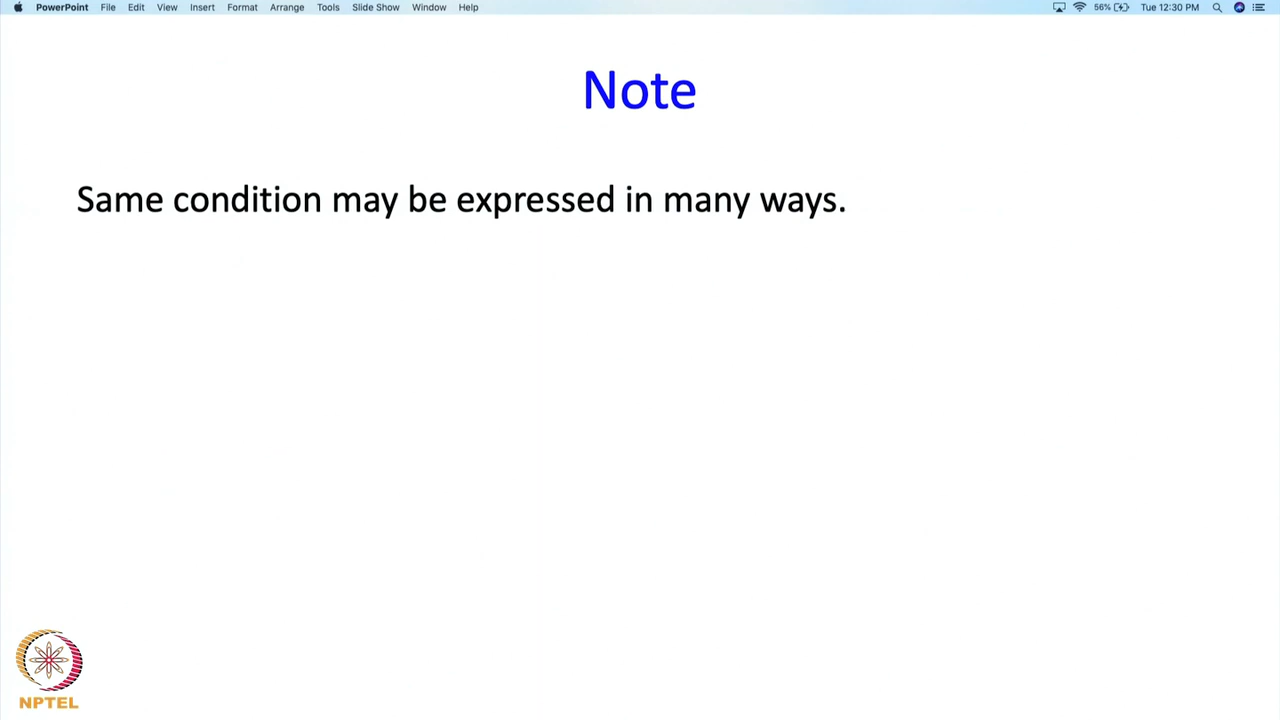 PowerPoint File Edit View Insert Format Arrange Tools Slide Show Window Help 56% Tue 12:30 PM
Note
Same condition may be expressed in many ways.
NPTEL